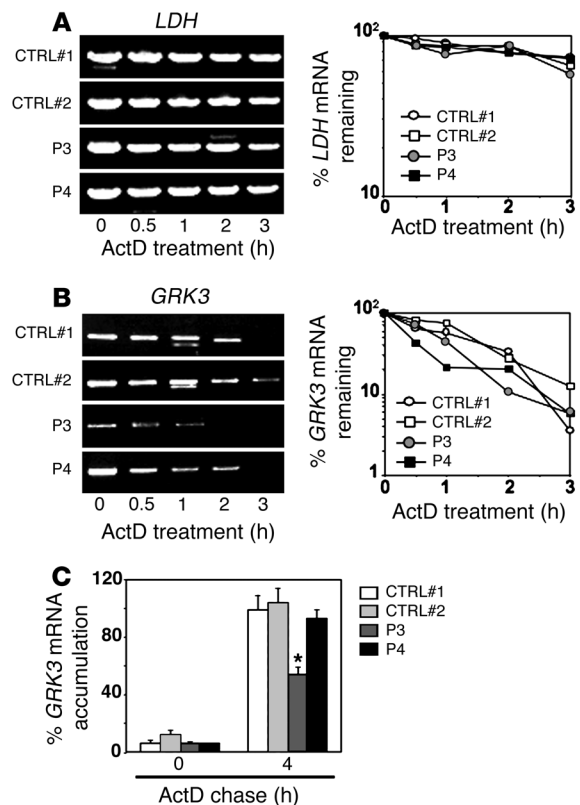 A
LDH
CTRL#1
CTRL#2
P3
P4
0 0.5 1 2 3
ActD treatment (h)
% LDH mRNA
remaining
10²
10
CTRL#1
CTRL#2
P3
P4
0 1 2 3
ActD treatment (h)
B
GRK3
CTRL#1
CTRL#2
P3
P4
0 0.5 1 2 3
ActD treatment (h)
% GRK3 mRNA
remaining
10²
10
1
CTRL#1
CTRL#2
P3
P4
0 1 2 3
ActD treatment (h)
C
% GRK3 mRNA
accumulation
120
80
40
0
*
CTRL#1
CTRL#2
P3
P4
0 4
ActD chase (h)